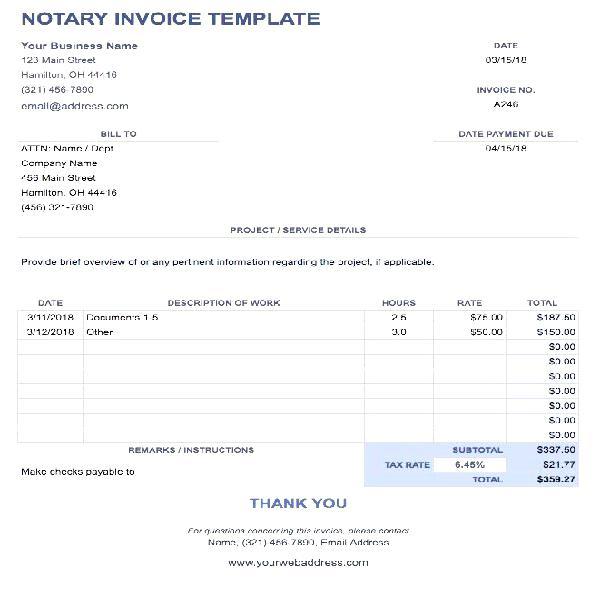 NOTARY INVOICE TEMPLATE
Your Business Name
123 Main Street
Hamilton, OH 44416
(321) 456-7890
email@address.com
DATE
03/15/18
INVOICE NO.
A246
BILL TO
ATTN: Name / Dept
Company Name
456 Main Street
Hamilton, OH 44416
(456) 321-7890
DATE PAYMENT DUE
04/15/18
PROJECT / SERVICE DETAILS
Provide brief overview of or any pertinent information regarding the project, if applicable.
DATE DESCRIPTION OF WORK HOURS RATE TOTAL
3/11/2018 Documents 1-5 2.5 $75.00 $187.50
3/12/2018 Other 3.0 $50.00 $150.00
$0.00
$0.00
$0.00
$0.00
$0.00
$0.00
$0.00
REMARKS / INSTRUCTIONS SUBTOTAL $337.50
Make checks payable to TAX RATE 6.45% $21.77
TOTAL $359.27
THANK YOU
For questions concerning this invoice, please contact
Name, (321) 456-7890, Email Address
www.yourwebaddress.com